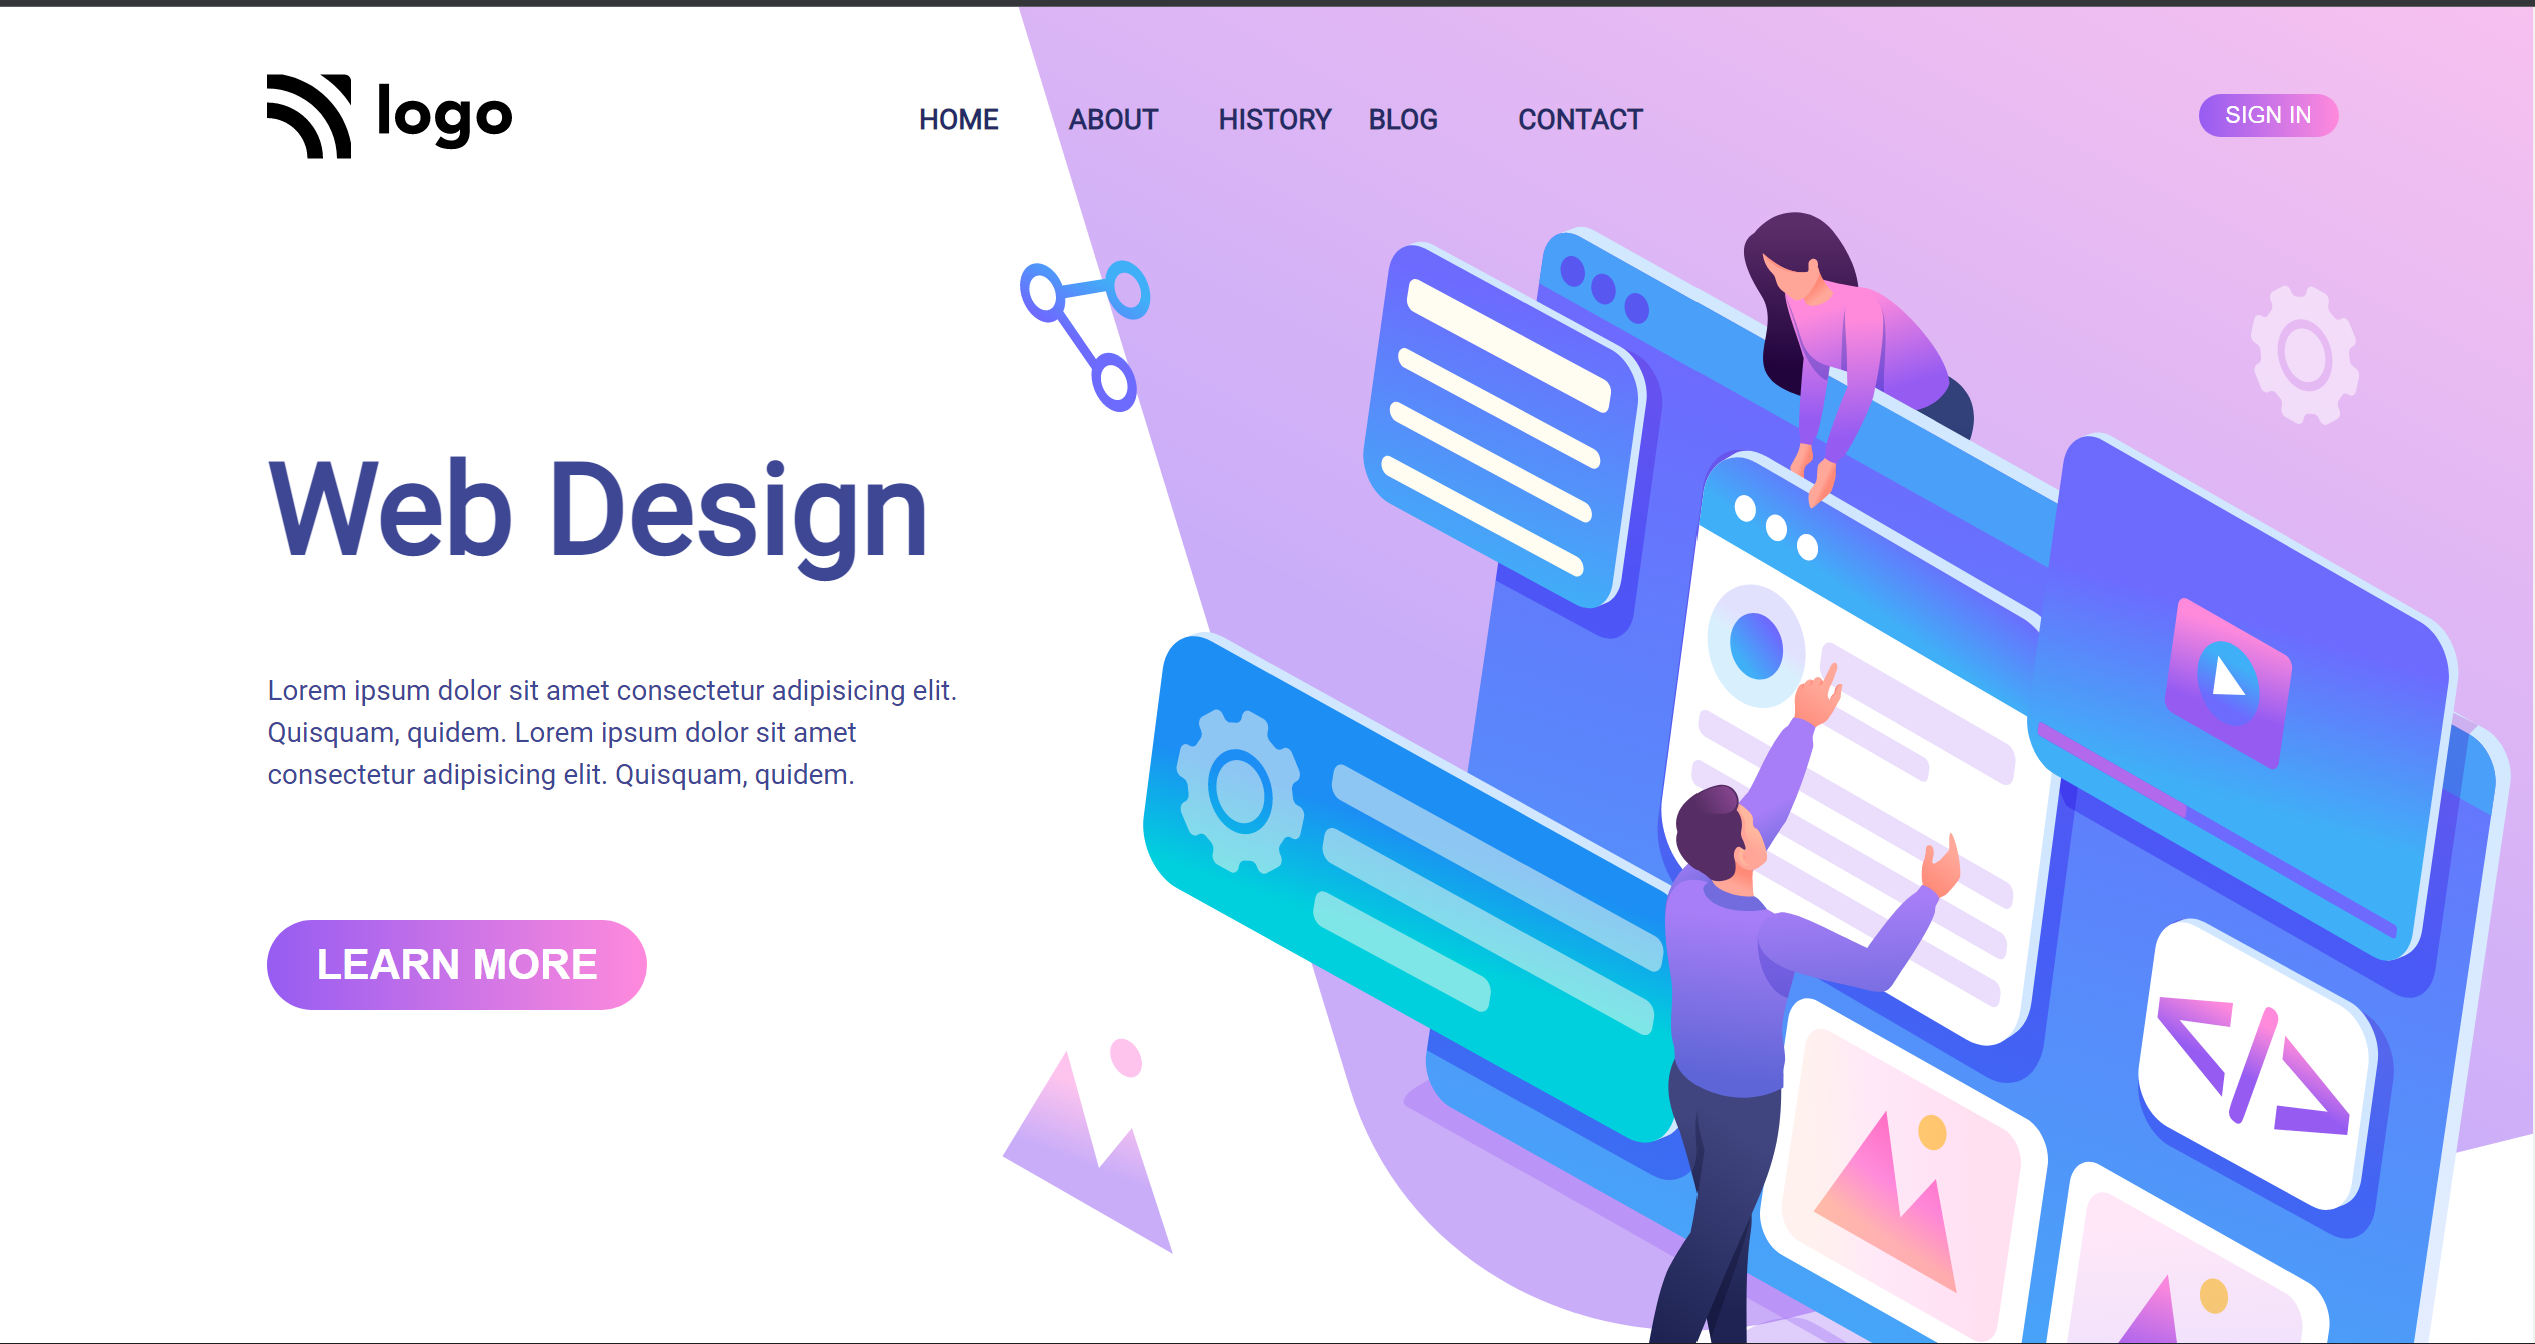 logo
HOME ABOUT HISTORY BLOG CONTACT
SIGN IN
Web Design
Lorem ipsum dolor sit amet consectetur adipisicing elit.
Quisquam, quidem. Lorem ipsum dolor sit amet
consectetur adipisicing elit. Quisquam, quidem.
LEARN MORE
</>